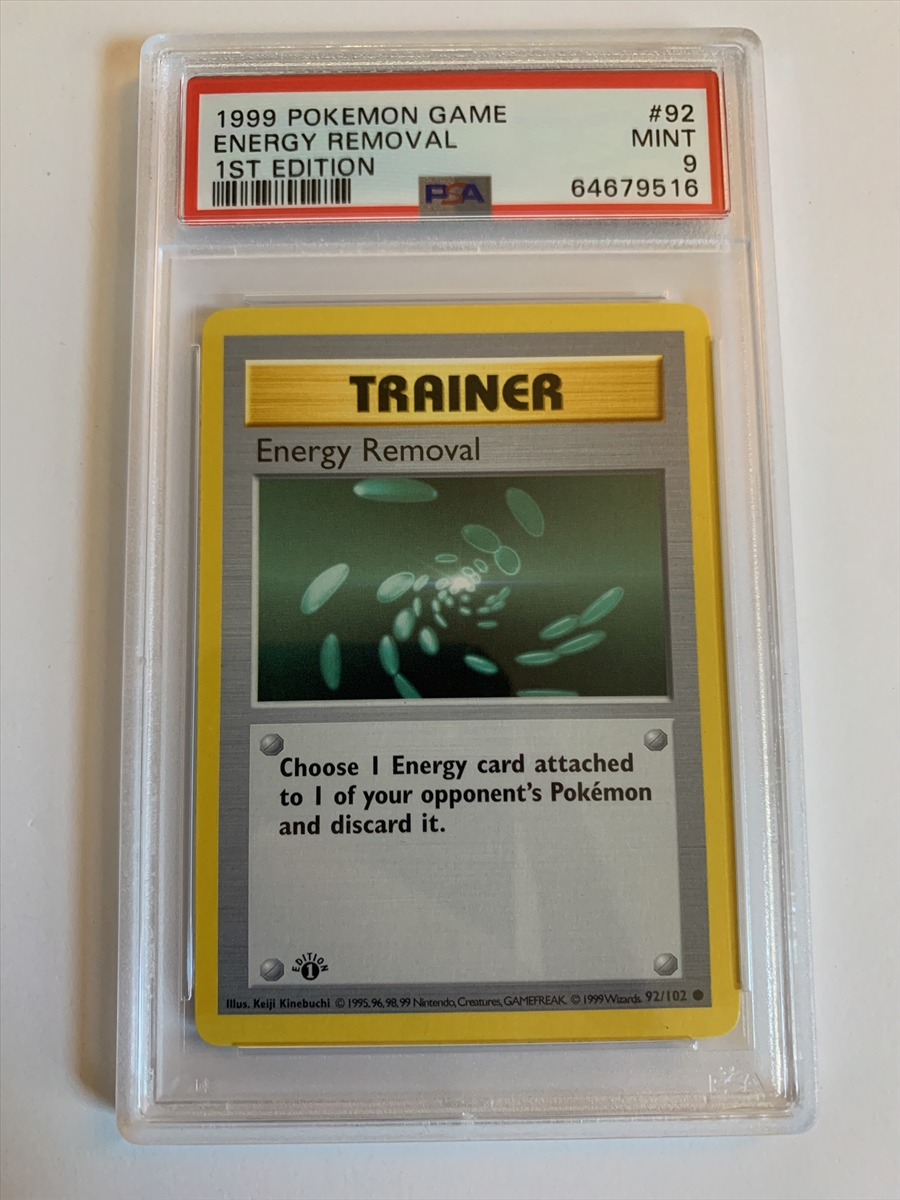 1999 POKEMON GAME #92
ENERGY REMOVAL MINT
1ST EDITION 9
PSA 64679516
TRAINER
Energy Removal
Choose 1 Energy card attached
to 1 of your opponent's Pokémon
and discard it.
EDITION
1
Illus. Keiji Kinebuchi © 1995, 96, 98, 99 Nintendo, Creatures, GAMEFREAK. © 1999 Wizards. 92/102